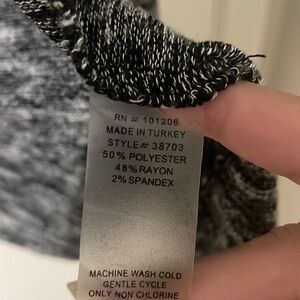 RN # 101206
MADE IN TURKEY
STYLE# 38703
50% POLYESTER
48% RAYON
2% SPANDEX
MACHINE WASH COLD
GENTLE CYCLE
ONLY NON CHLORINE